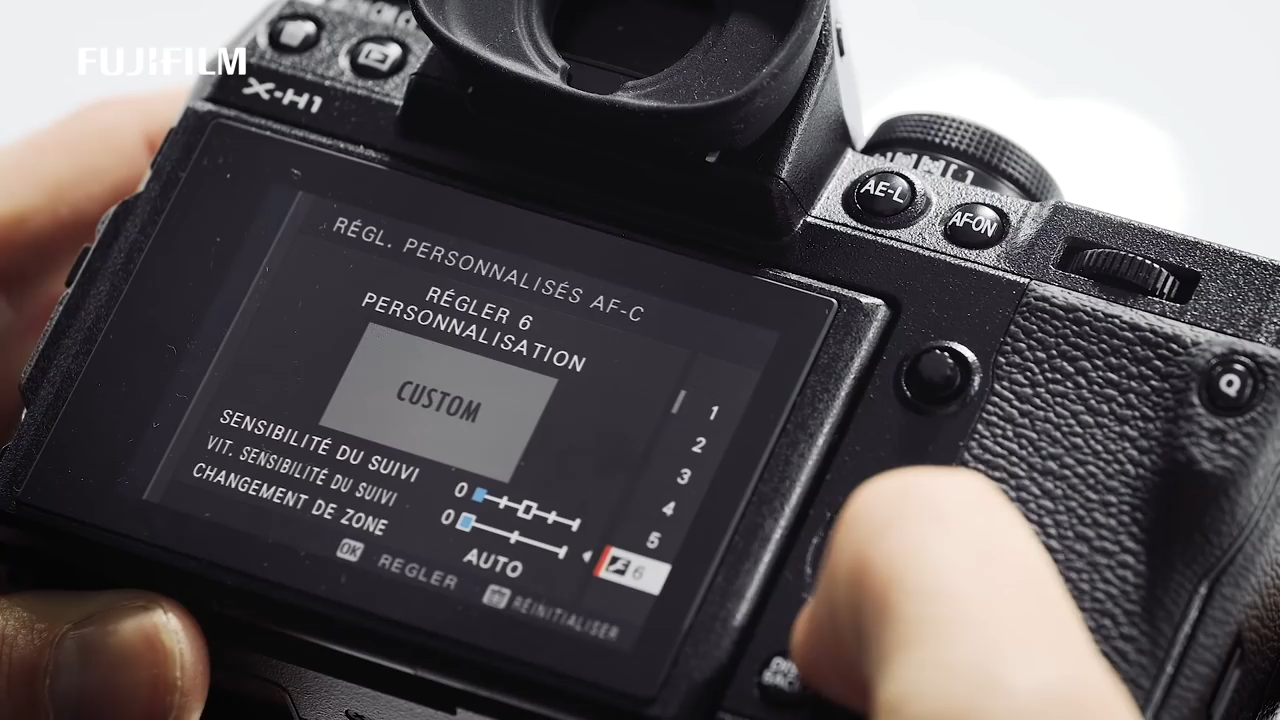 FUJIFILM
X-H1
AE-L
AF-ON
Q
RÉGL. PERSONNALISÉS AF-C
RÉGLER 6
PERSONNALISATION
CUSTOM
SENSIBILITÉ DU SUIVI 0
VIT. SENSIBILITÉ DU SUIVI 0
CHANGEMENT DE ZONE AUTO
1
2
3
4
5
6
OK REGLER
RÉINITIALISER